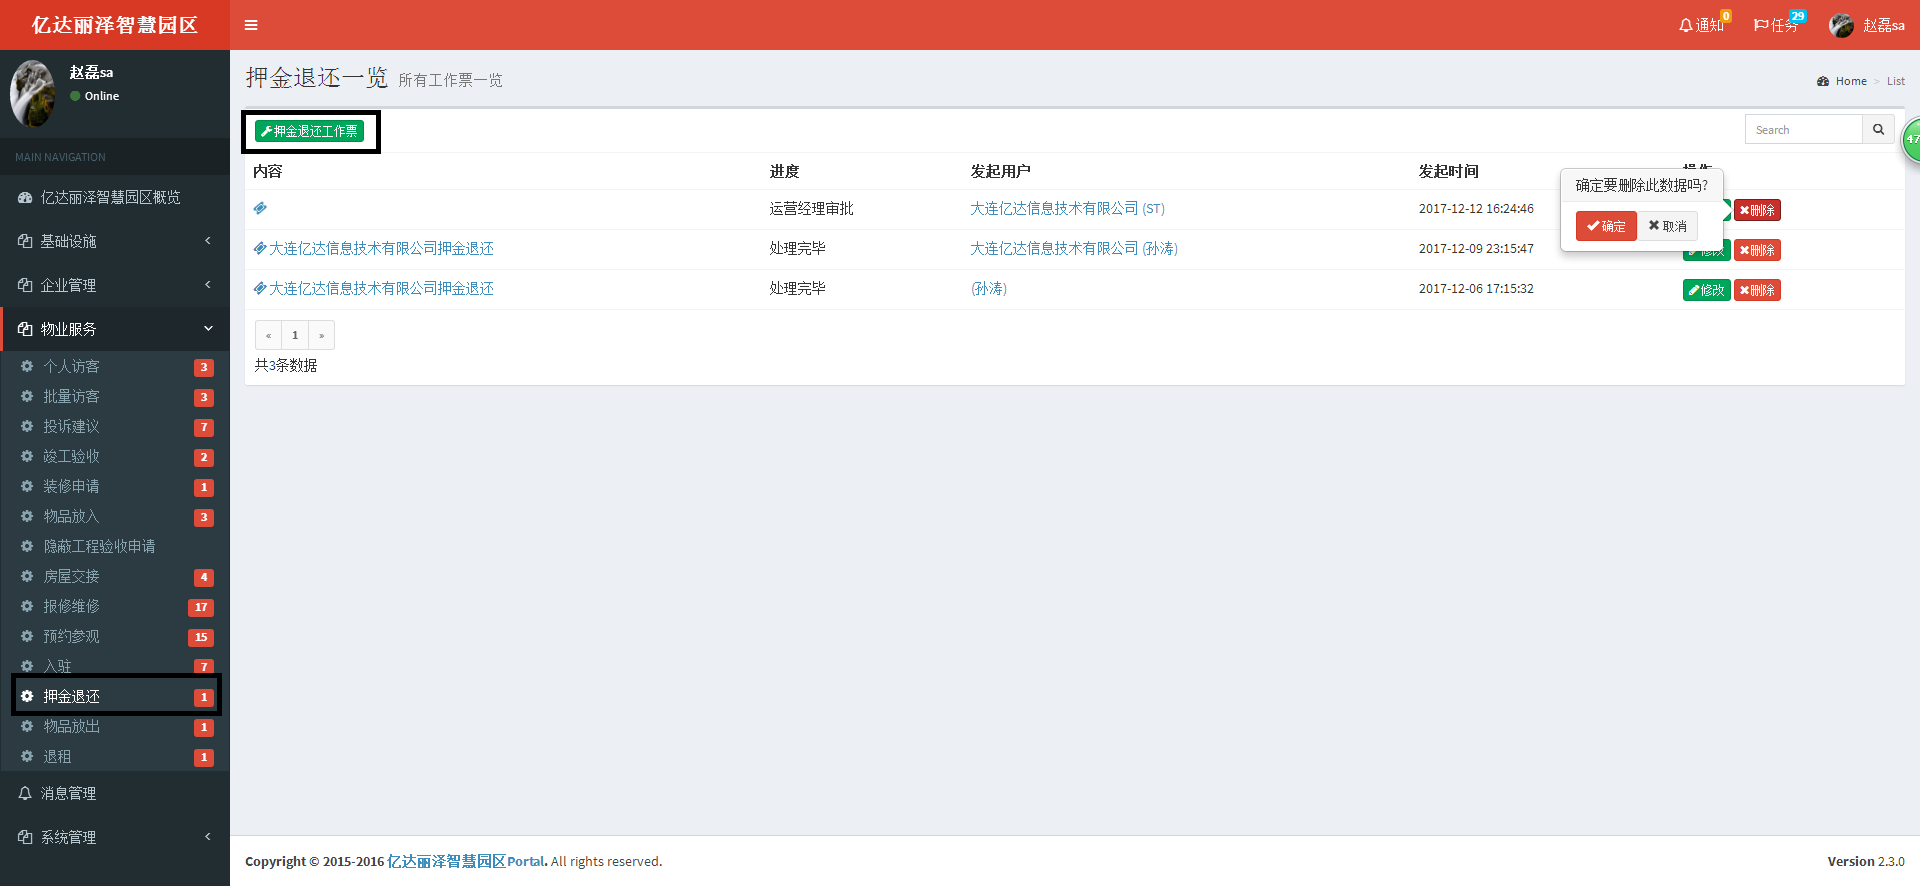 亿达丽泽智慧园区
通知 0
任务 29
赵磊sa
赵磊sa
Online
MAIN NAVIGATION
亿达丽泽智慧园区概览
基础设施
企业管理
物业服务
个人访客 3
批量访客 3
投诉建议 7
竣工验收 2
装修申请 1
物品放入 3
隐蔽工程验收申请
房屋交接 4
报修维修 17
预约参观 15
入驻 7
押金退还 1
物品放出 1
退租 1
消息管理
系统管理
押金退还一览 所有工作票一览
Home > List
押金退还工作票
Search
47
内容 进度 发起用户 发起时间
运营经理审批 大连亿达信息技术有限公司 (ST) 2017-12-12 16:24:46 删除
大连亿达信息技术有限公司押金退还 处理完毕 大连亿达信息技术有限公司 (孙涛) 2017-12-09 23:15:47 修改 删除
大连亿达信息技术有限公司押金退还 处理完毕 (孙涛) 2017-12-06 17:15:32 修改 删除
确定要删除此数据吗?
确定 取消
« 1 »
共3条数据
Copyright © 2015-2016 亿达丽泽智慧园区Portal. All rights reserved.
Version 2.3.0